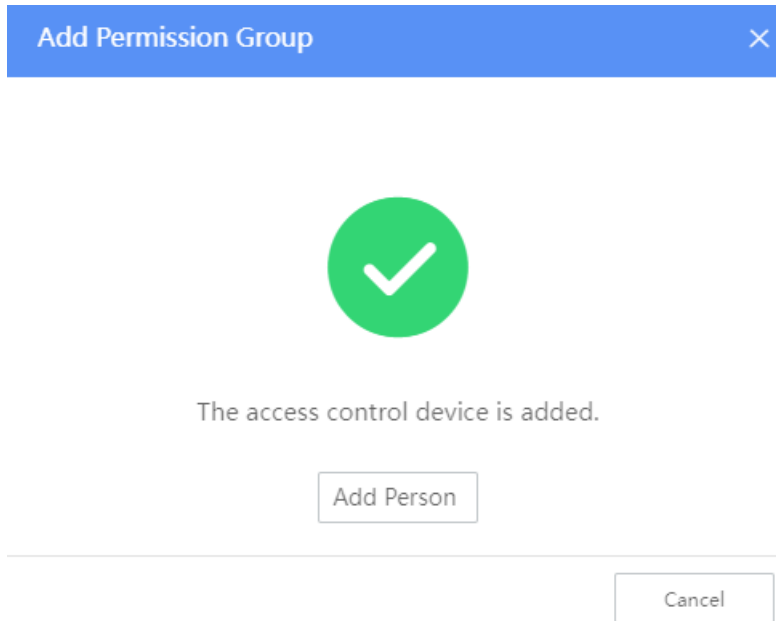 Add Permission Group
The access control device is added.
Add Person
Cancel